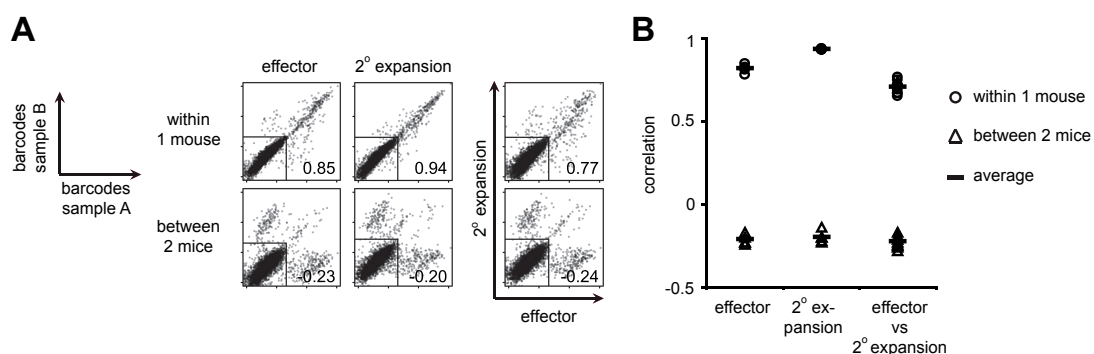 A
effector
2° expansion
barcodes
sample B
barcodes
sample A
within
1 mouse
0.85
0.94
between
2 mice
-0.23
-0.20
2° expansion
0.77
-0.24
effector
B
correlation
1
0.5
0
-0.5
effector
2° ex-
pansion
effector
vs
2° expansion
within 1 mouse
between 2 mice
average